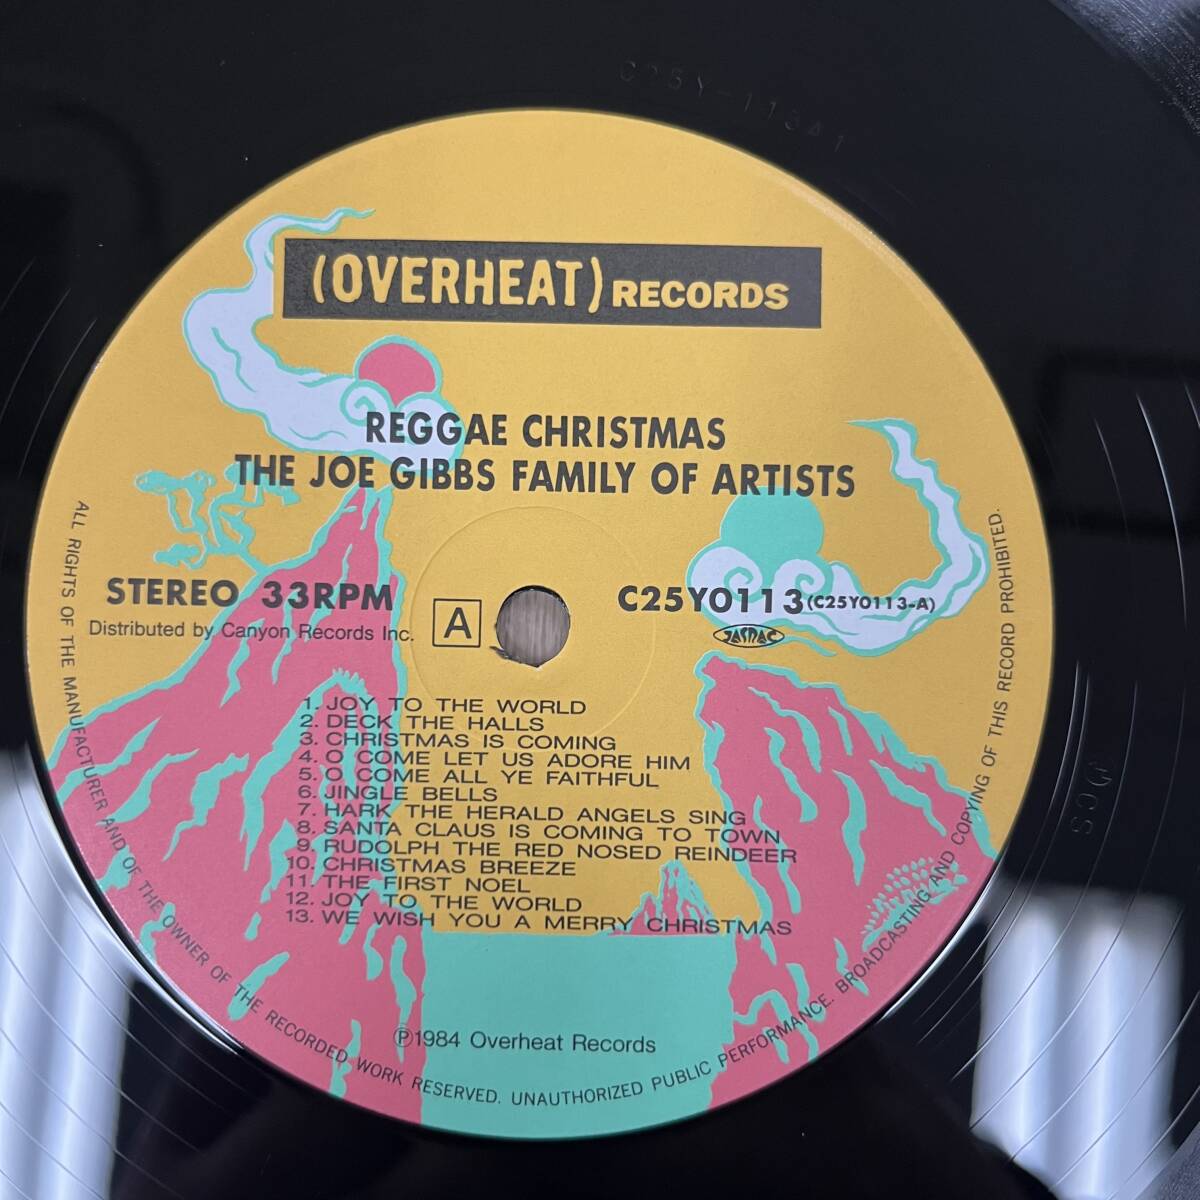 C25Y-113A1
(OVERHEAT) RECORDS
REGGAE CHRISTMAS
THE JOE GIBBS FAMILY OF ARTISTS
STEREO 33RPM
Distributed by Canyon Records Inc.
A
C25Y0113(C25Y0113-A)
JASRAC
1. JOY TO THE WORLD
2. DECK THE HALLS
3. CHRISTMAS IS COMING
4. O COME LET US ADORE HIM
5. O COME ALL YE FAITHFUL
6. JINGLE BELLS
7. HARK THE HERALD ANGELS SING
8. SANTA CLAUS IS COMING TO TOWN
9. RUDOLPH THE RED NOSED REINDEER
10. CHRISTMAS BREEZE
11. THE FIRST NOEL
12. JOY TO THE WORLD
13. WE WISH YOU A MERRY CHRISTMAS
℗1984 Overheat Records
ALL RIGHTS OF THE MANUFACTURER AND OF THE OWNER OF THE RECORDED WORK RESERVED. UNAUTHORIZED PUBLIC PERFORMANCE. BROADCASTING AND COPYING OF THIS RECORD PROHIBITED.